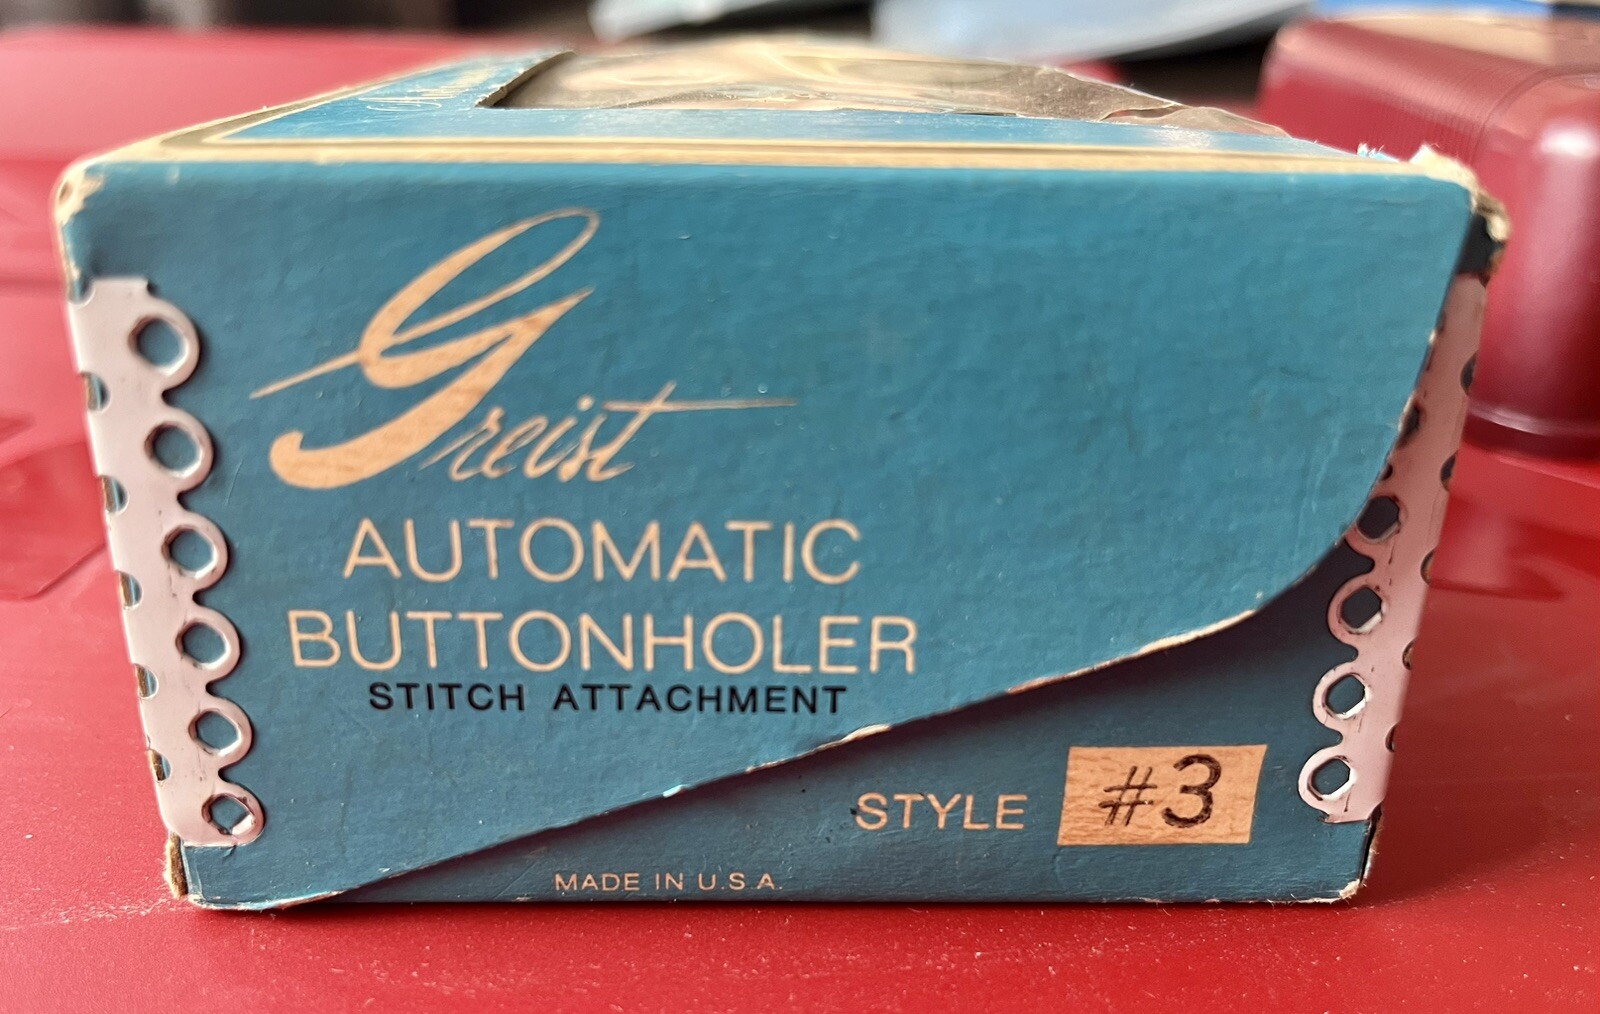 Greist
AUTOMATIC
BUTTONHOLER
STITCH ATTACHMENT
STYLE #3
MADE IN U.S.A.